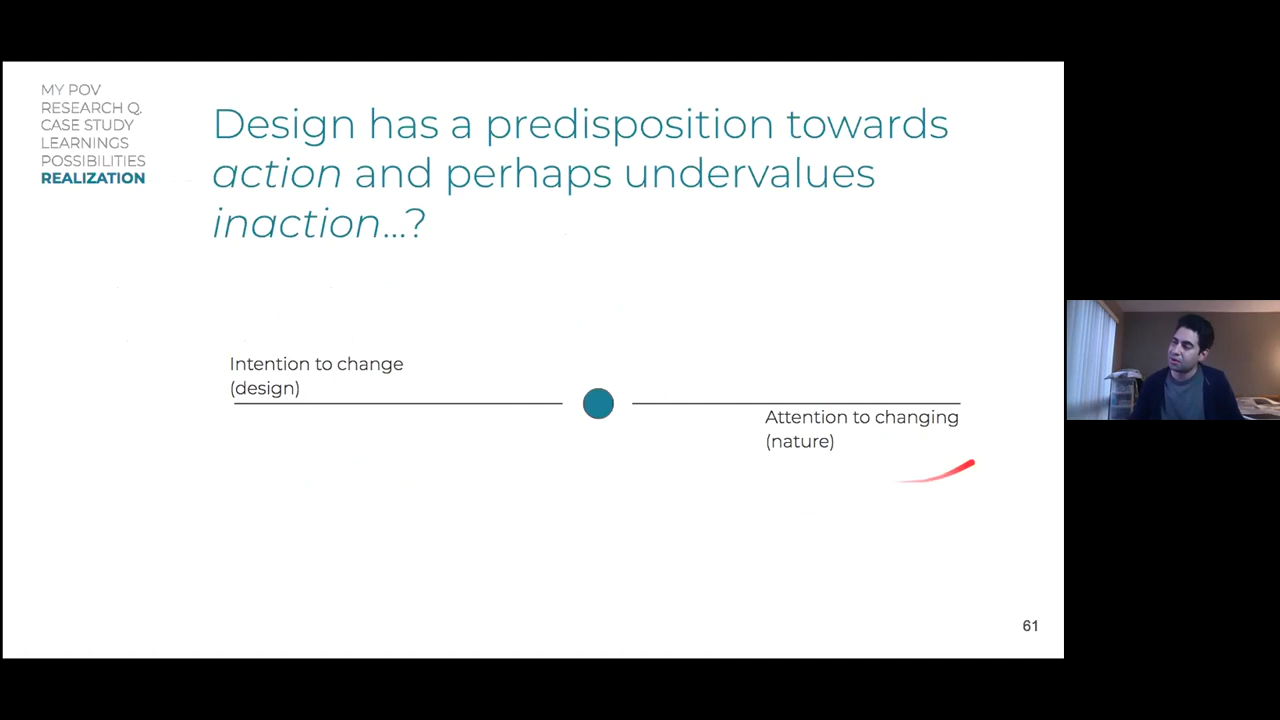 MY POV
RESEARCH Q.
CASE STUDY
LEARNINGS
POSSIBILITIES
REALIZATION
Design has a predisposition towards
action and perhaps undervalues
inaction...?
Intention to change
(design)
Attention to changing
(nature)
61